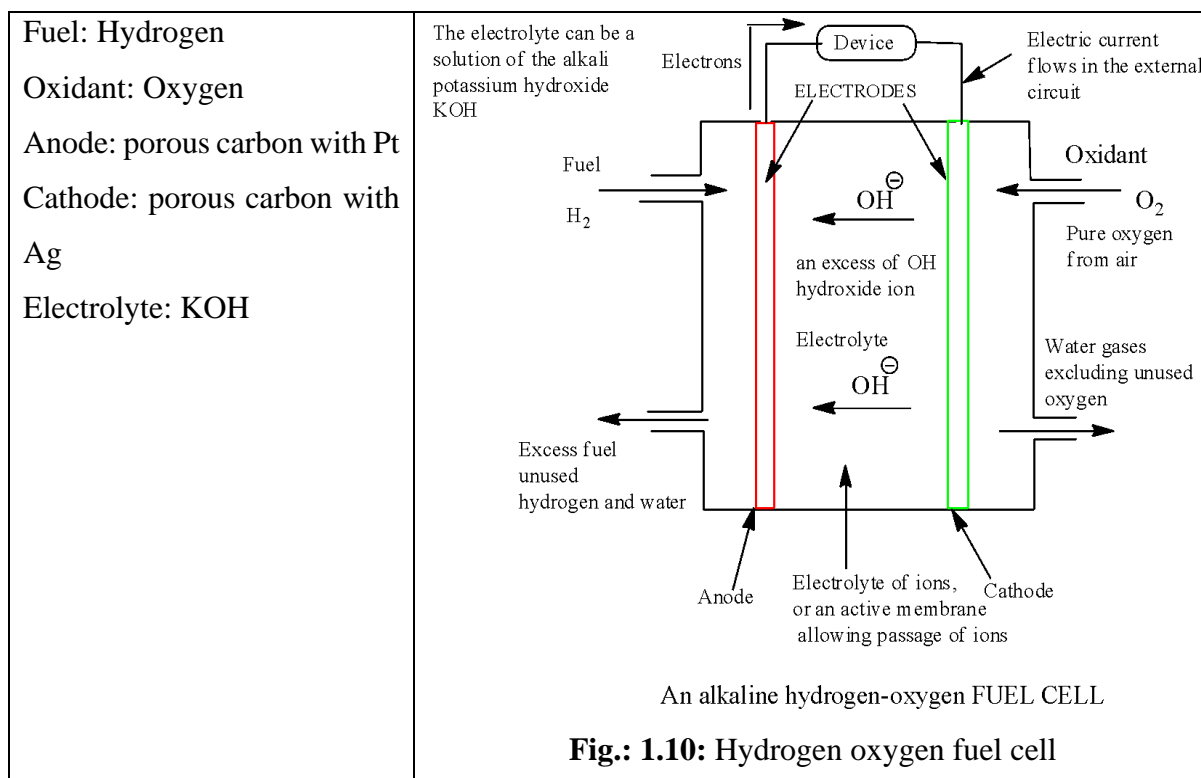 Fuel: Hydrogen
Oxidant: Oxygen
Anode: porous carbon with Pt
Cathode: porous carbon with
Ag
Electrolyte: KOH
The electrolyte can be a
solution of the alkali
potassium hydroxide
KOH
Electrons
Device
Electric current
flows in the external
circuit
ELECTRODES
Fuel
H₂
Oxidant
O₂
Pure oxygen
from air
OH⊖
an excess of OH
hydroxide ion
Electrolyte
OH⊖
Water gases
excluding unused
oxygen
Excess fuel
unused
hydrogen and water
Anode
Electrolyte of ions,
or an active membrane
allowing passage of ions
Cathode
An alkaline hydrogen-oxygen FUEL CELL
Fig.: 1.10: Hydrogen oxygen fuel cell